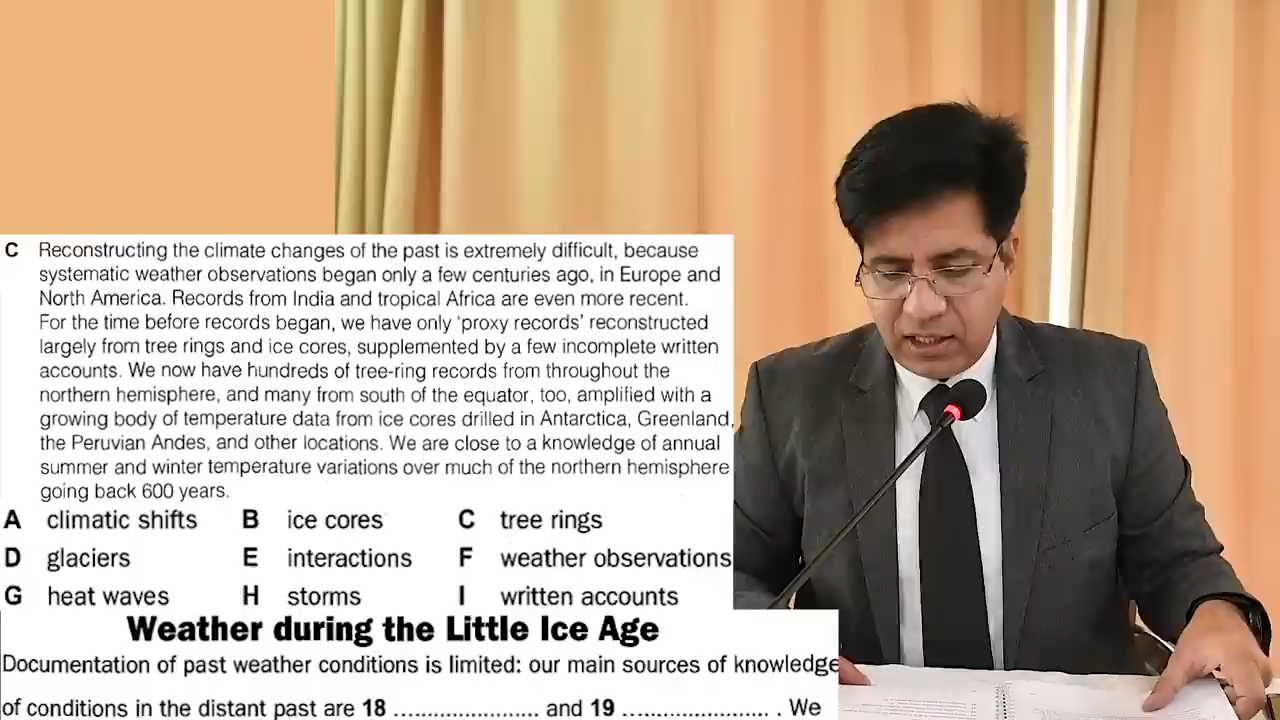 C Reconstructing the climate changes of the past is extremely difficult, because
systematic weather observations began only a few centuries ago, in Europe and
North America. Records from India and tropical Africa are even more recent.
For the time before records began, we have only ‘proxy records’ reconstructed
largely from tree rings and ice cores, supplemented by a few incomplete written
accounts. We now have hundreds of tree-ring records from throughout the
northern hemisphere, and many from south of the equator, too, amplified with a
growing body of temperature data from ice cores drilled in Antarctica, Greenland,
the Peruvian Andes, and other locations. We are close to a knowledge of annual
summer and winter temperature variations over much of the northern hemisphere
going back 600 years.
A climatic shifts B ice cores C tree rings
D glaciers E interactions F weather observations
G heat waves H storms I written accounts
Weather during the Little Ice Age
Documentation of past weather conditions is limited: our main sources of knowledge
of conditions in the distant past are 18 .................... and 19 .................... . We